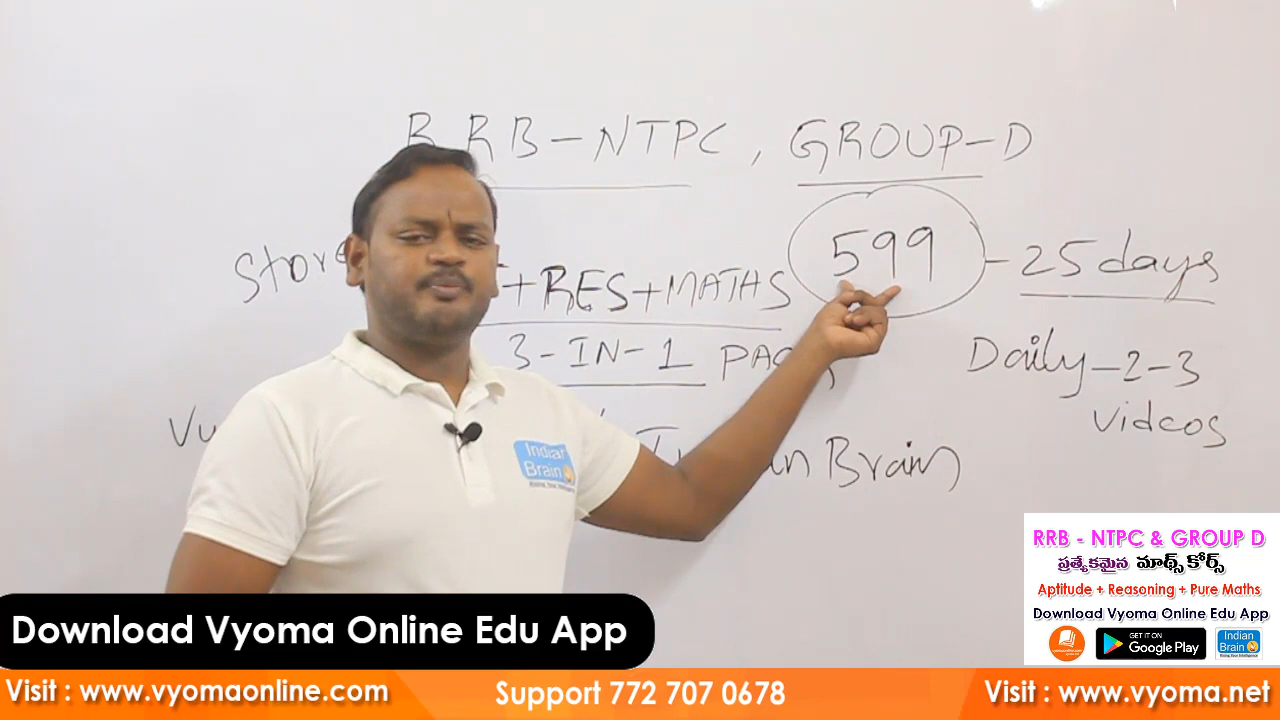 RRB-NTPC, GROUP-D
Store
+RES+MATHS 599 - 25 days
3-IN-1
Daily-2-3
Videos
Brain
Indian
Brain
RRB - NTPC & GROUP D
ప్రత్యేకమైన మాథ్స్ కోర్స్
Aptitude + Reasoning + Pure Maths
Download Vyoma Online Edu App
GET IT ON
Google Play
Indian
Brain
Download Vyoma Online Edu App
Visit : www.vyomaonline.com
Support 772 707 0678
Visit : www.vyoma.net